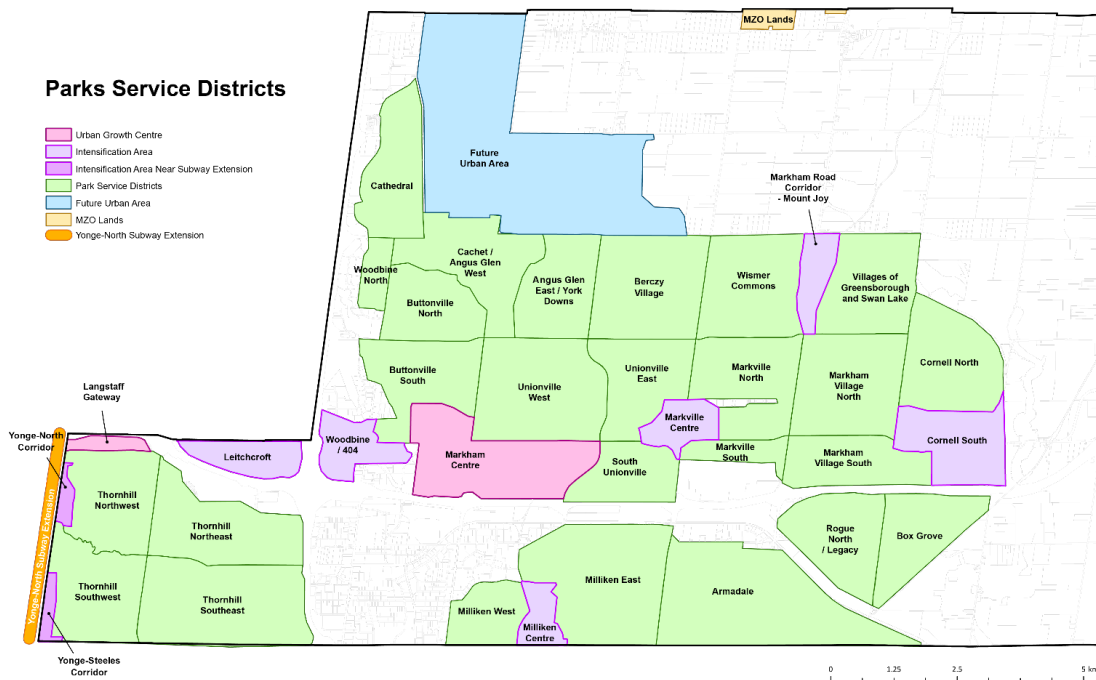 MZO Lands
Parks Service Districts
Urban Growth Centre
Intensification Area
Intensification Area Near Subway Extension
Park Service Districts
Future Urban Area
MZO Lands
Yonge-North Subway Extension
Future
Urban Area
Cathedral
Markham Road
Corridor
- Mount Joy
Woodbine
North
Cachet /
Angus Glen
West
Angus Glen
East / York
Downs
Berczy
Village
Wismer
Commons
Villages of
Greensborough
and Swan Lake
Buttonville
North
Cornell North
Buttonville
South
Unionville
West
Unionville
East
Markville
North
Markham
Village
North
Langstaff
Gateway
Yonge-North
Corridor
Leitchcroft
Woodbine
/ 404
Markham
Centre
Markville
Centre
South
Unionville
Markville
South
Markham
Village South
Cornell South
Thornhill
Northwest
Thornhill
Northeast
Rogue
North
/ Legacy
Box Grove
Yonge-North Subway Extension
Thornhill
Southwest
Thornhill
Southeast
Milliken West
Milliken
Centre
Milliken East
Armadale
Yonge-Steeles
Corridor
0 1.25 2.5 5 km